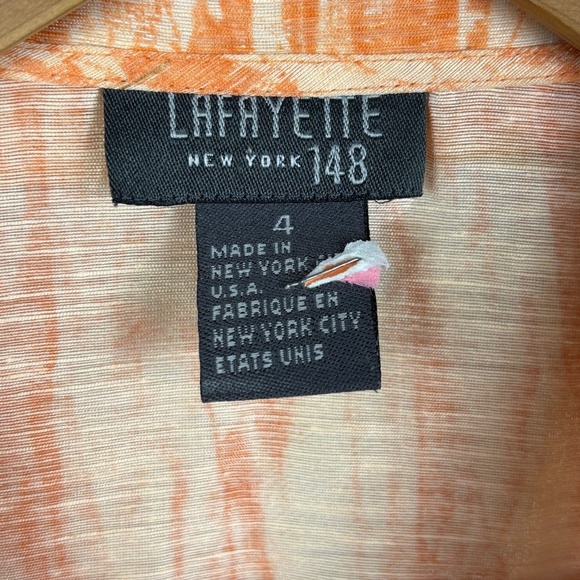 LAFAYETTE
NEW YORK 148
4
MADE IN
NEW YORK
U.S.A.
FABRIQUE EN
NEW YORK CITY
ETATS UNIS